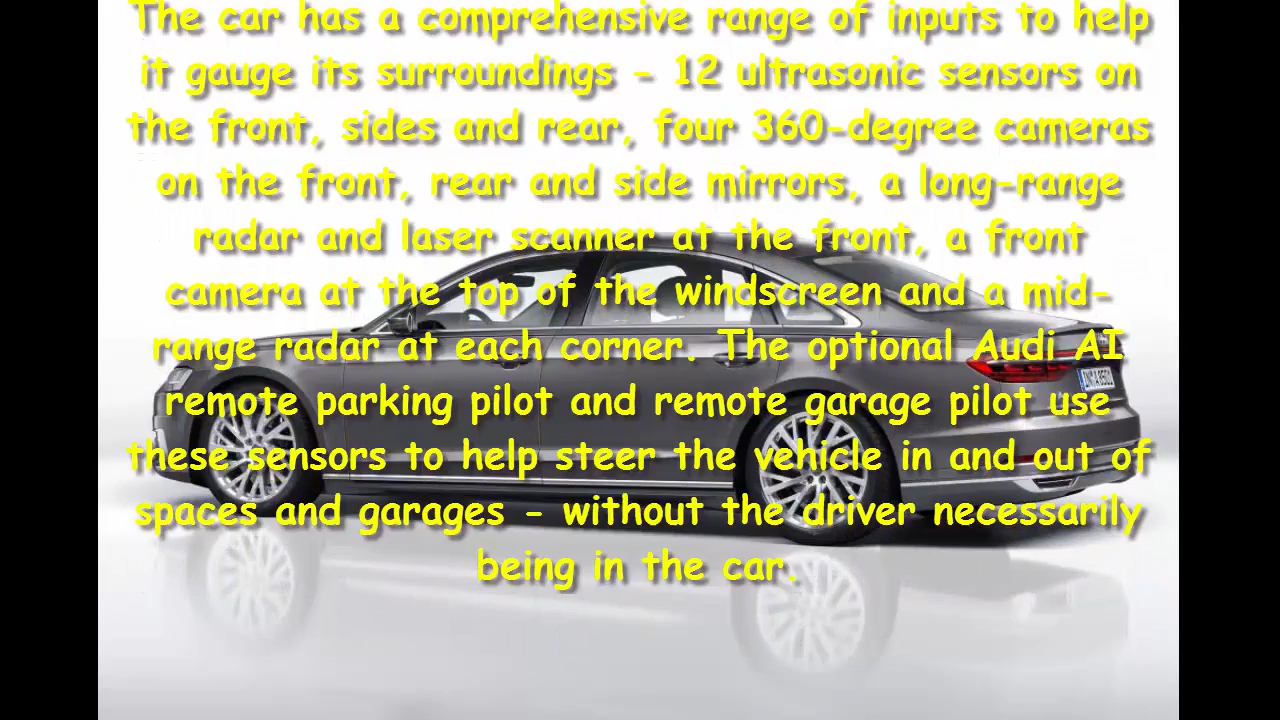 The car has a comprehensive range of inputs to help
it gauge its surroundings - 12 ultrasonic sensors on
the front, sides and rear, four 360-degree cameras
on the front, rear and side mirrors, a long-range
radar and laser scanner at the front, a front
camera at the top of the windscreen and a mid-
range radar at each corner. The optional Audi AI
remote parking pilot and remote garage pilot use
these sensors to help steer the vehicle in and out of
spaces and garages - without the driver necessarily
being in the car.